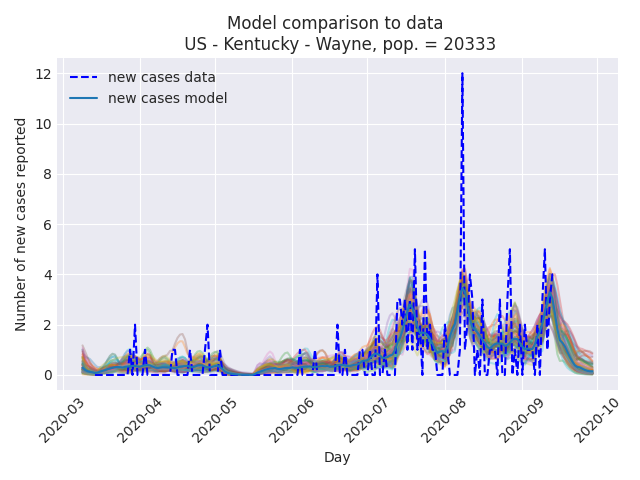 Model comparison to data
US - Kentucky - Wayne, pop. = 20333
new cases data
new cases model
Number of new cases reported
12
10
8
6
4
2
0
2020-03
2020-04
2020-05
2020-06
2020-07
2020-08
2020-09
2020-10
Day